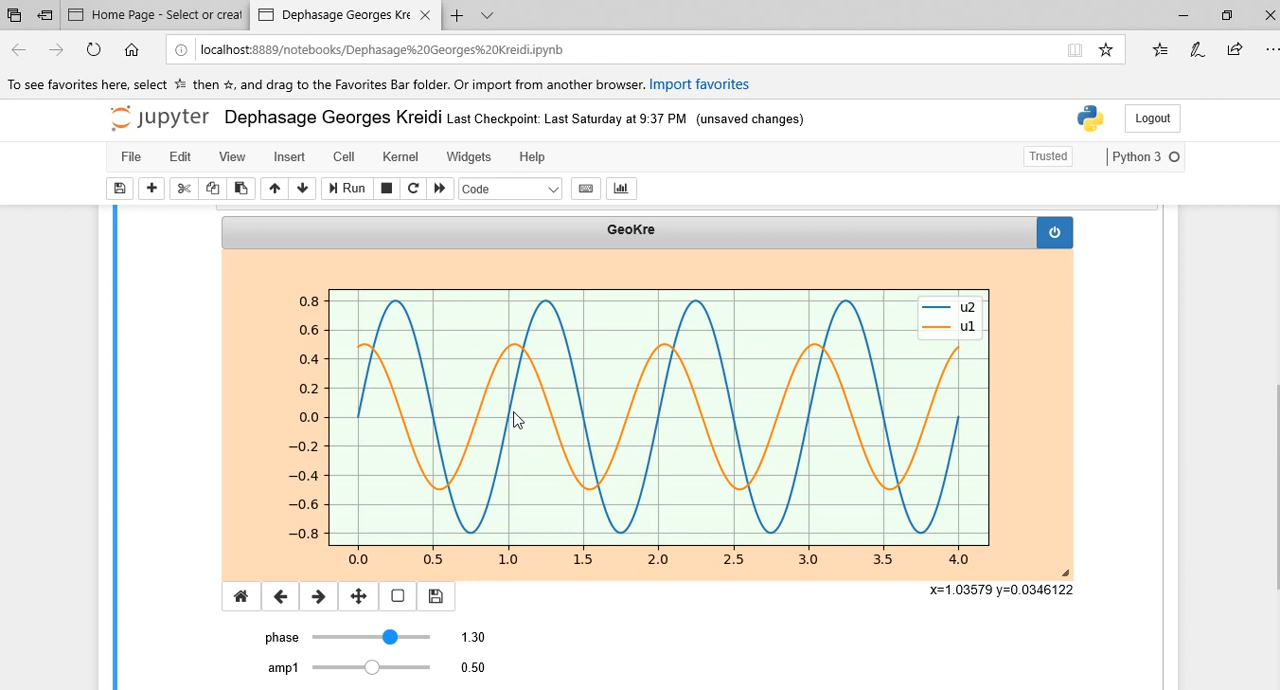 Home Page - Select or creat
Dephasage Georges Kre
localhost:8889/notebooks/Dephasage%20Georges%20Kreidi.ipynb
To see favorites here, select then ☆, and drag to the Favorites Bar folder. Or import from another browser. Import favorites
jupyter Dephasage Georges Kreidi Last Checkpoint: Last Saturday at 9:37 PM (unsaved changes)
Logout
File Edit View Insert Cell Kernel Widgets Help
Trusted
Python 3
Run
Code
GeoKre
u2
u1
0.8
0.6
0.4
0.2
0.0
−0.2
−0.4
−0.6
−0.8
0.0 0.5 1.0 1.5 2.0 2.5 3.0 3.5 4.0
x=1.03579 y=0.0346122
phase 1.30
amp1 0.50